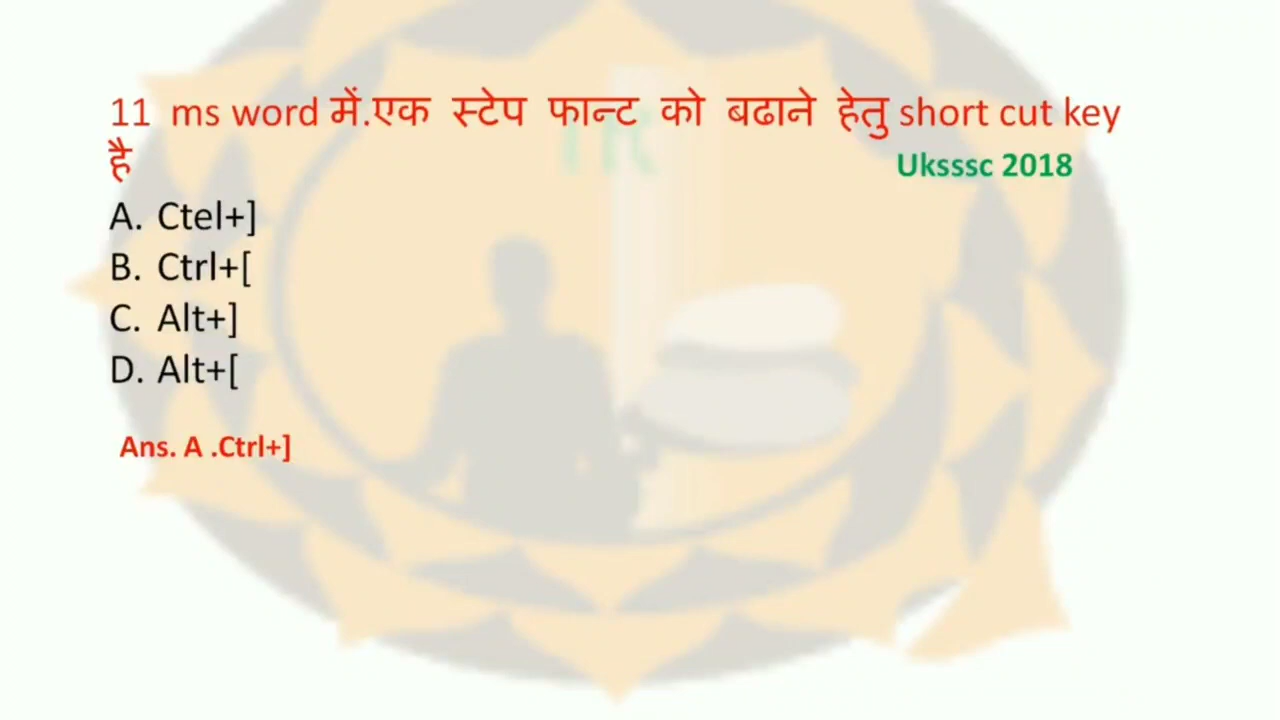 11 ms word में.एक स्टेप फान्ट को बढाने हेतु short cut key
है Uksssc 2018
A. Ctel+]
B. Ctrl+[
C. Alt+]
D. Alt+[
Ans. A .Ctrl+]